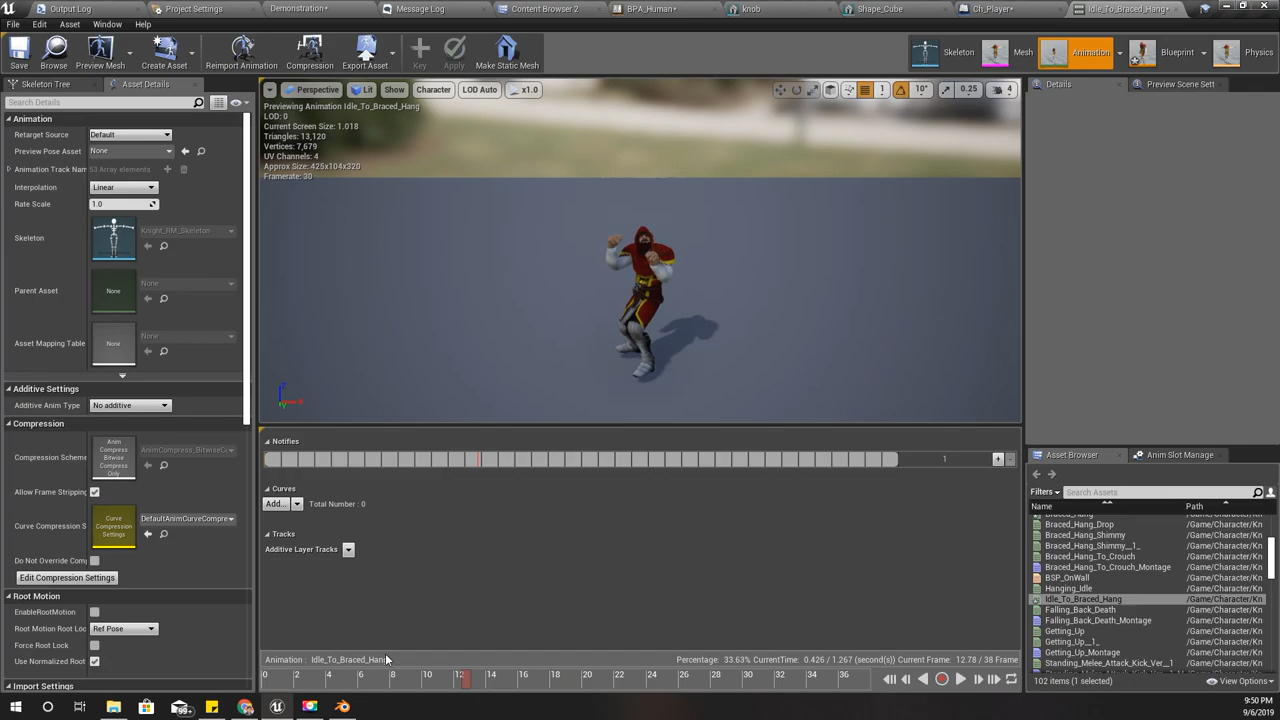 Output Log
Project Settings
Demonstration*
Message Log
Content Browser 2
BPA_Human*
knob
Shape_Cube
Ch_Player*
Idle_To_Braced_Hang*
File Edit Asset Window Help
Save
Browse
Preview Mesh
Create Asset
Reimport Animation
Compression
Export Asset
Key
Apply
Make Static Mesh
Skeleton
Mesh
Animation
Blueprint
Physics
Skeleton Tree
Asset Details
Search Details
Animation
Retarget Source Default
Preview Pose Asset None
Animation Track Nam 53 Array elements
Interpolation Linear
Rate Scale 1.0
Skeleton Knight_RM_Skeleton
Parent Asset None None
Asset Mapping Table None None
Additive Settings
Additive Anim Type No additive
Compression
Compression Scheme Anim Compress Bitwise Compress Only AnimCompress_BitwiseC
Allow Frame Stripping
Curve Compression S Curve Compression Settings DefaultAnimCurveCompre
Do Not Override Comp
Edit Compression Settings
Root Motion
EnableRootMotion
Root Motion Root Loc Ref Pose
Force Root Lock
Use Normalized Root
Import Settings
Perspective Lit Show Character LOD Auto x1.0
1 10° 0.25 4
Previewing Animation Idle_To_Braced_Hang
LOD: 0
Current Screen Size: 1.018
Triangles: 13,120
Vertices: 7,679
UV Channels: 4
Approx Size: 425x104x320
Framerate: 30
Z
X
Notifies
1 + -
Curves
Add... Total Number : 0
Tracks
Additive Layer Tracks
Animation : Idle_To_Braced_Hang
Percentage: 33.63% CurrentTime: 0.426 / 1.267 (second(s)) Current Frame: 12.78 / 38 Frame
0 2 4 6 8 10 12 14 16 18 20 22 24 26 28 30 32 34 36
Details
Preview Scene Sett
Asset Browser
Anim Slot Manage
Filters Search Assets
Name Path
Braced_Hang /Game/Character/Kn
Braced_Hang_Drop /Game/Character/Kn
Braced_Hang_Shimmy /Game/Character/Kn
Braced_Hang_Shimmy__1_ /Game/Character/Kn
Braced_Hang_To_Crouch /Game/Character/Kn
Braced_Hang_To_Crouch_Montage /Game/Character/Kn
BSP_OnWall /Game/Character/Kn
Hanging_Idle /Game/Character/Kn
Idle_To_Braced_Hang /Game/Character/Kn
Falling_Back_Death /Game/Character/Kn
Falling_Back_Death_Montage /Game/Character/Kn
Getting_Up /Game/Character/Kn
Getting_Up__1_ /Game/Character/Kn
Getting_Up_Montage /Game/Character/Kn
Standing_Melee_Attack_Kick_Ver__1_ /Game/Character/Kn
102 items (1 selected)
View Options
99+
9:50 PM
9/6/2019